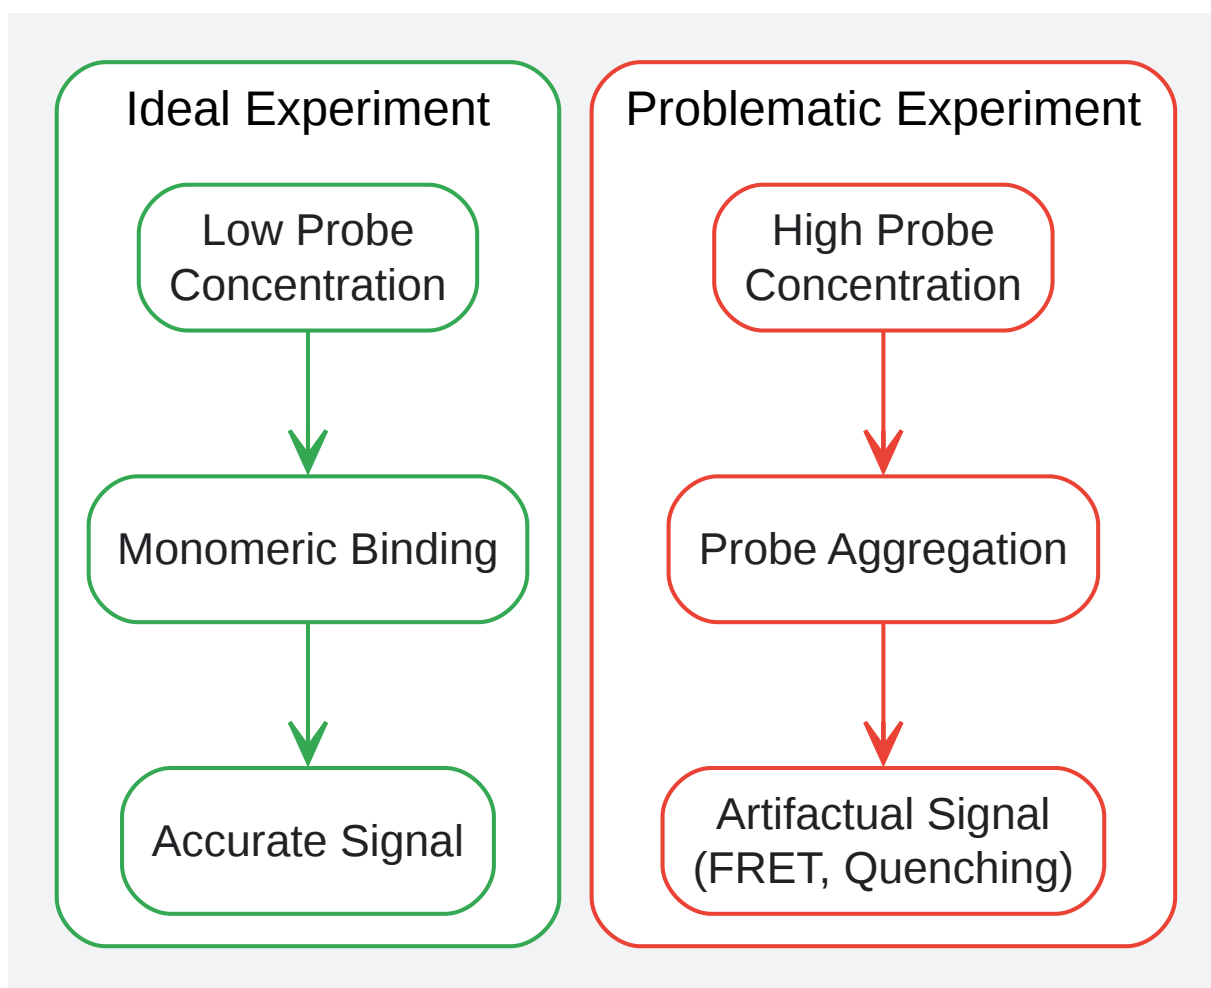 Ideal Experiment
Low Probe
Concentration
Monomeric Binding
Accurate Signal
Problematic Experiment
High Probe
Concentration
Probe Aggregation
Artifactual Signal
(FRET, Quenching)